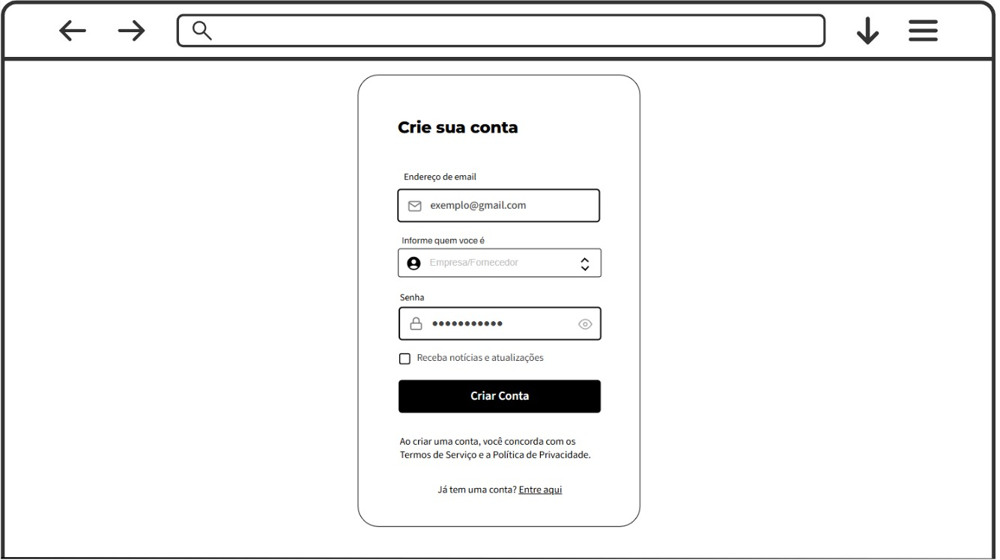 Crie sua conta
Endereço de email
exemplo@gmail.com
Informe quem voce é
Empresa/Fornecedor
Senha
•••••••••••
Receba notícias e atualizações
Criar Conta
Ao criar uma conta, você concorda com os
Termos de Serviço e a Política de Privacidade.
Já tem uma conta? Entre aqui